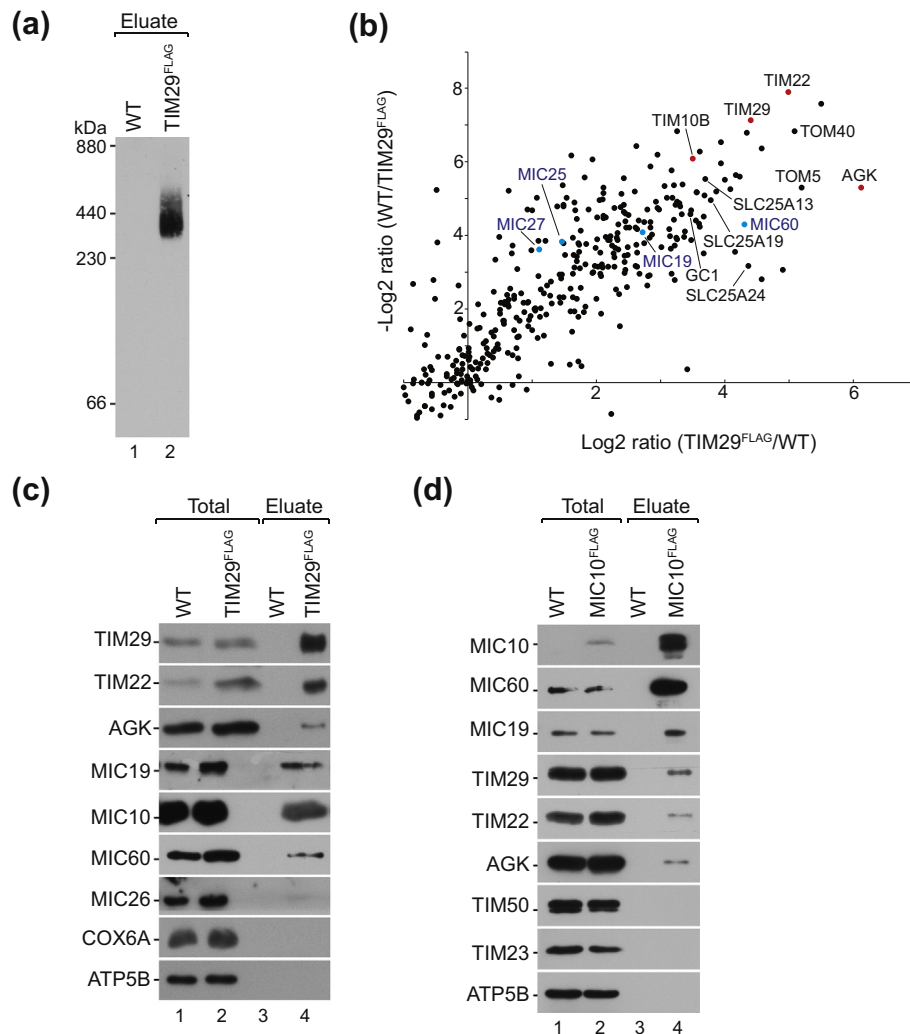 (a)
Eluate
WT
TIM29FLAG
kDa
880
440
230
66
1 2
(b)
-Log2 ratio (WT/TIM29FLAG)
8
6
4
2
2 4 6
Log2 ratio (TIM29FLAG/WT)
TIM22
TIM29
TIM10B
TOM40
MIC25
TOM5
AGK
SLC25A13
MIC27
MIC60
SLC25A19
MIC19
GC1
SLC25A24
(c)
Total Eluate
WT
TIM29FLAG
WT
TIM29FLAG
TIM29
TIM22
AGK
MIC19
MIC10
MIC60
MIC26
COX6A
ATP5B
1 2 3 4
(d)
Total Eluate
WT
MIC10FLAG
WT
MIC10FLAG
MIC10
MIC60
MIC19
TIM29
TIM22
AGK
TIM50
TIM23
ATP5B
1 2 3 4